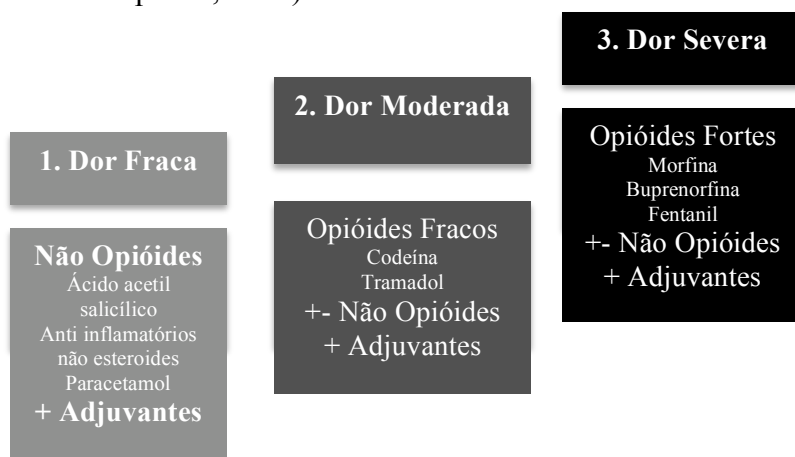 1. Dor Fraca
Não Opióides
Ácido acetil
salicílico
Anti inflamatórios
não esteroides
Paracetamol
+ Adjuvantes
2. Dor Moderada
Opióides Fracos
Codeína
Tramadol
+- Não Opióides
+ Adjuvantes
3. Dor Severa
Opióides Fortes
Morfina
Buprenorfina
Fentanil
+- Não Opióides
+ Adjuvantes